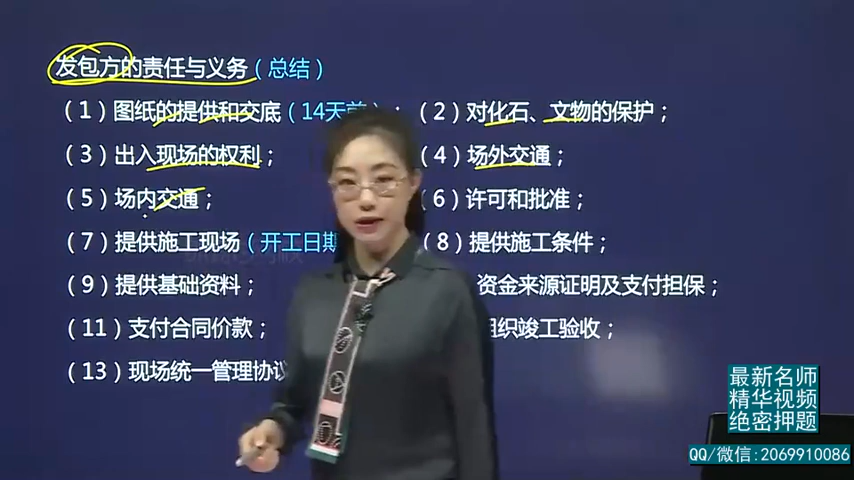 发包方的责任与义务（总结）
（1）图纸的提供和交底（14天前）；（2）对化石、文物的保护；
（3）出入现场的权利；（4）场外交通；
（5）场内交通；（6）许可和批准；
（7）提供施工现场（开工日期 （8）提供施工条件；
（9）提供基础资料； 资金来源证明及支付担保；
（11）支付合同价款； 组织竣工验收；
（13）现场统一管理协议
最新名师
精华视频
绝密押题
QQ/微信:2069910086